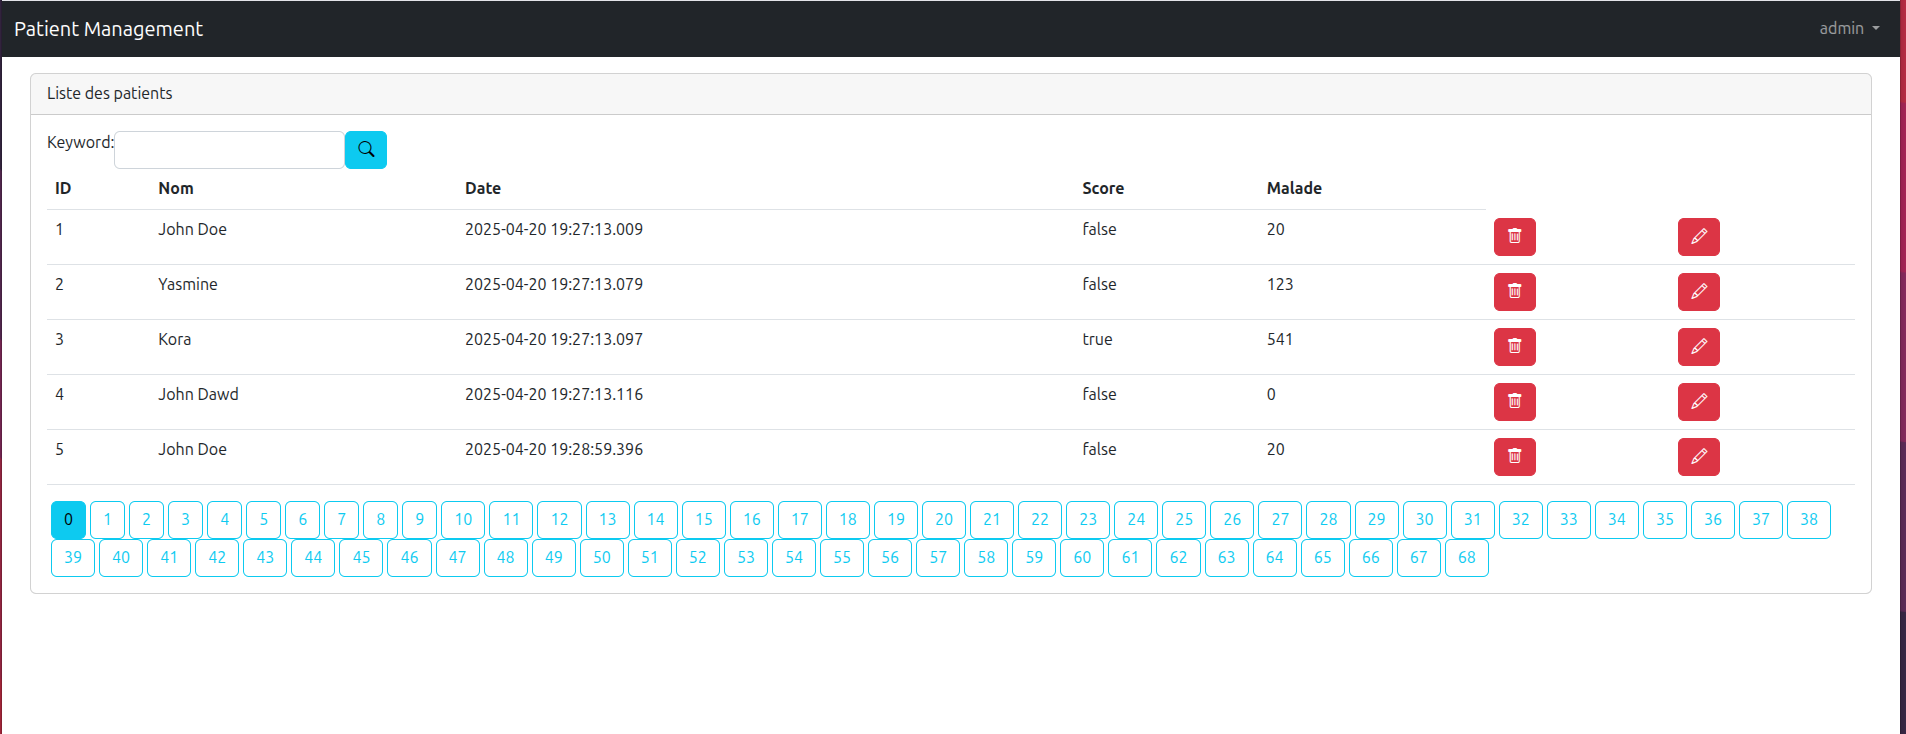 Patient Management admin
Liste des patients
Keyword:
ID Nom Date Score Malade
1 John Doe 2025-04-20 19:27:13.009 false 20
2 Yasmine 2025-04-20 19:27:13.079 false 123
3 Kora 2025-04-20 19:27:13.097 true 541
4 John Dawd 2025-04-20 19:27:13.116 false 0
5 John Doe 2025-04-20 19:28:59.396 false 20
0 1 2 3 4 5 6 7 8 9 10 11 12 13 14 15 16 17 18 19 20 21 22 23 24 25 26 27 28 29 30 31 32 33 34 35 36 37 38
39 40 41 42 43 44 45 46 47 48 49 50 51 52 53 54 55 56 57 58 59 60 61 62 63 64 65 66 67 68